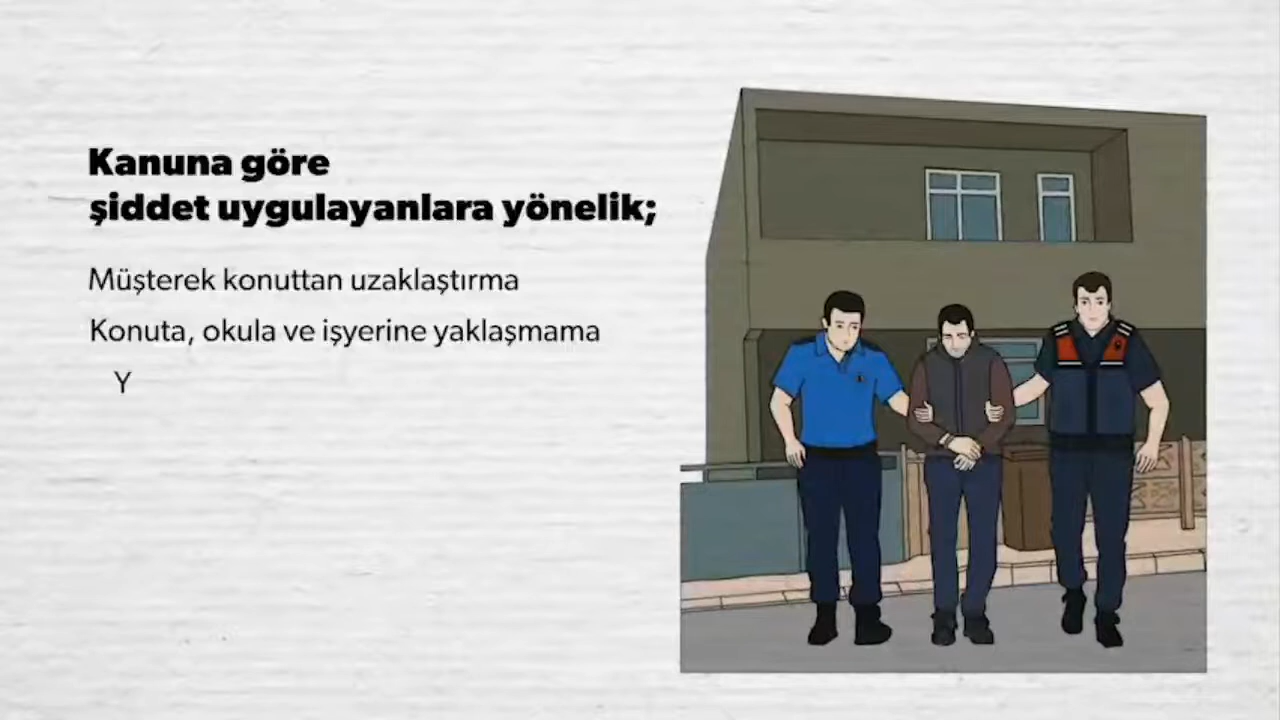 Kanuna göre
şiddet uygulayanlara yönelik;
Müşterek konuttan uzaklaştırma
Konuta, okula ve işyerine yaklaşmama
Y